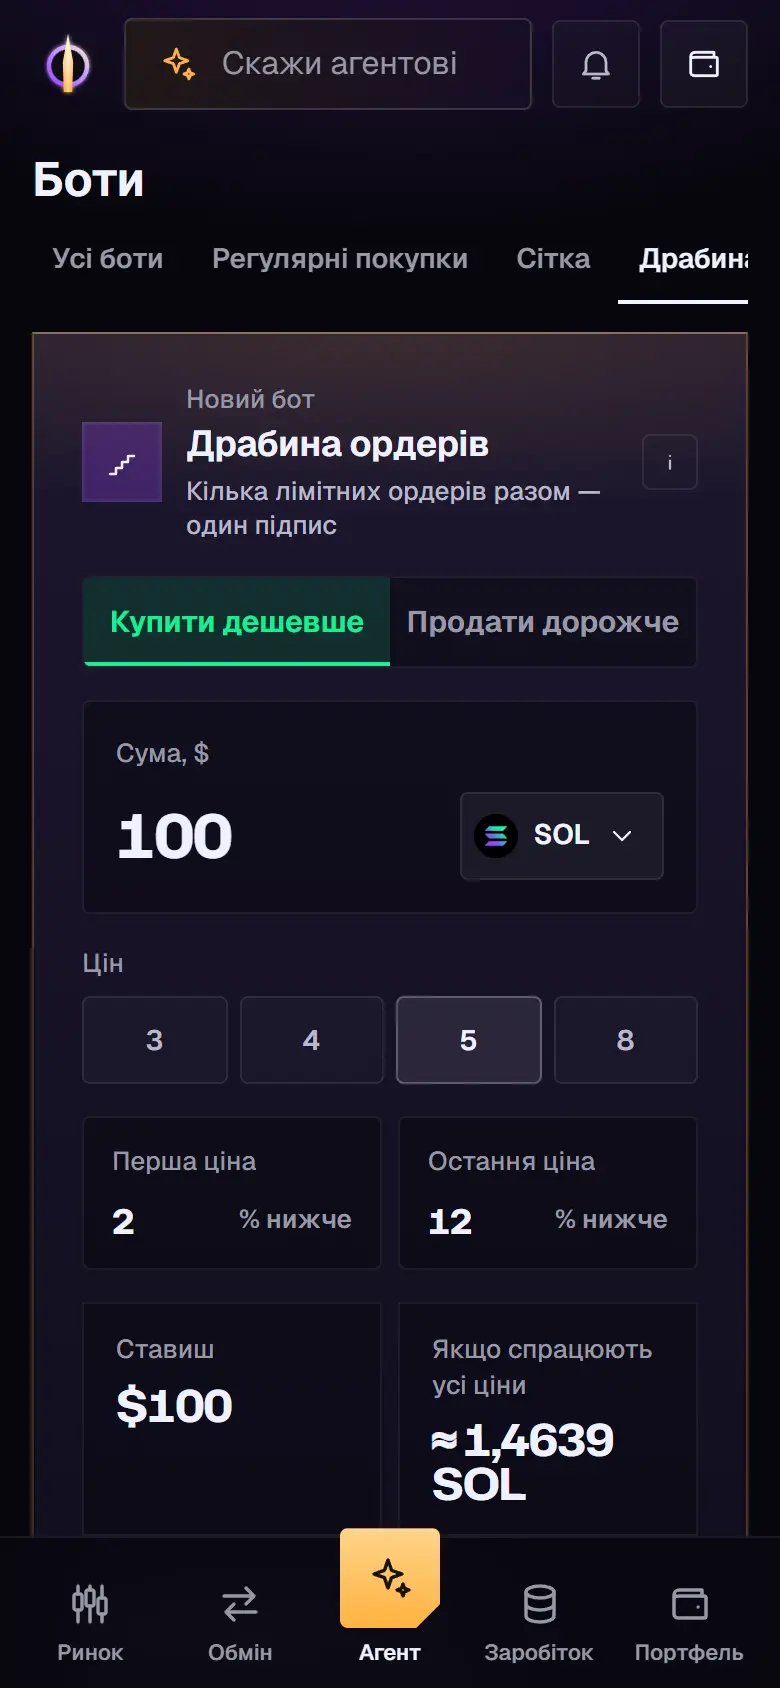 Скажи агентові
Боти
Усі боти
Регулярні покупки
Сітка
Драбина
Новий бот
Драбина ордерів
Кілька лімітних ордерів разом —
один підпис
i
Купити дешевше
Продати дорожче
Сума, $
100
SOL
Цін
3
4
5
8
Перша ціна
2
% нижче
Остання ціна
12
% нижче
Ставиш
$100
Якщо спрацюють
усі ціни
≈ 1,4639
SOL
Ринок
Обмін
Агент
Заробіток
Портфель